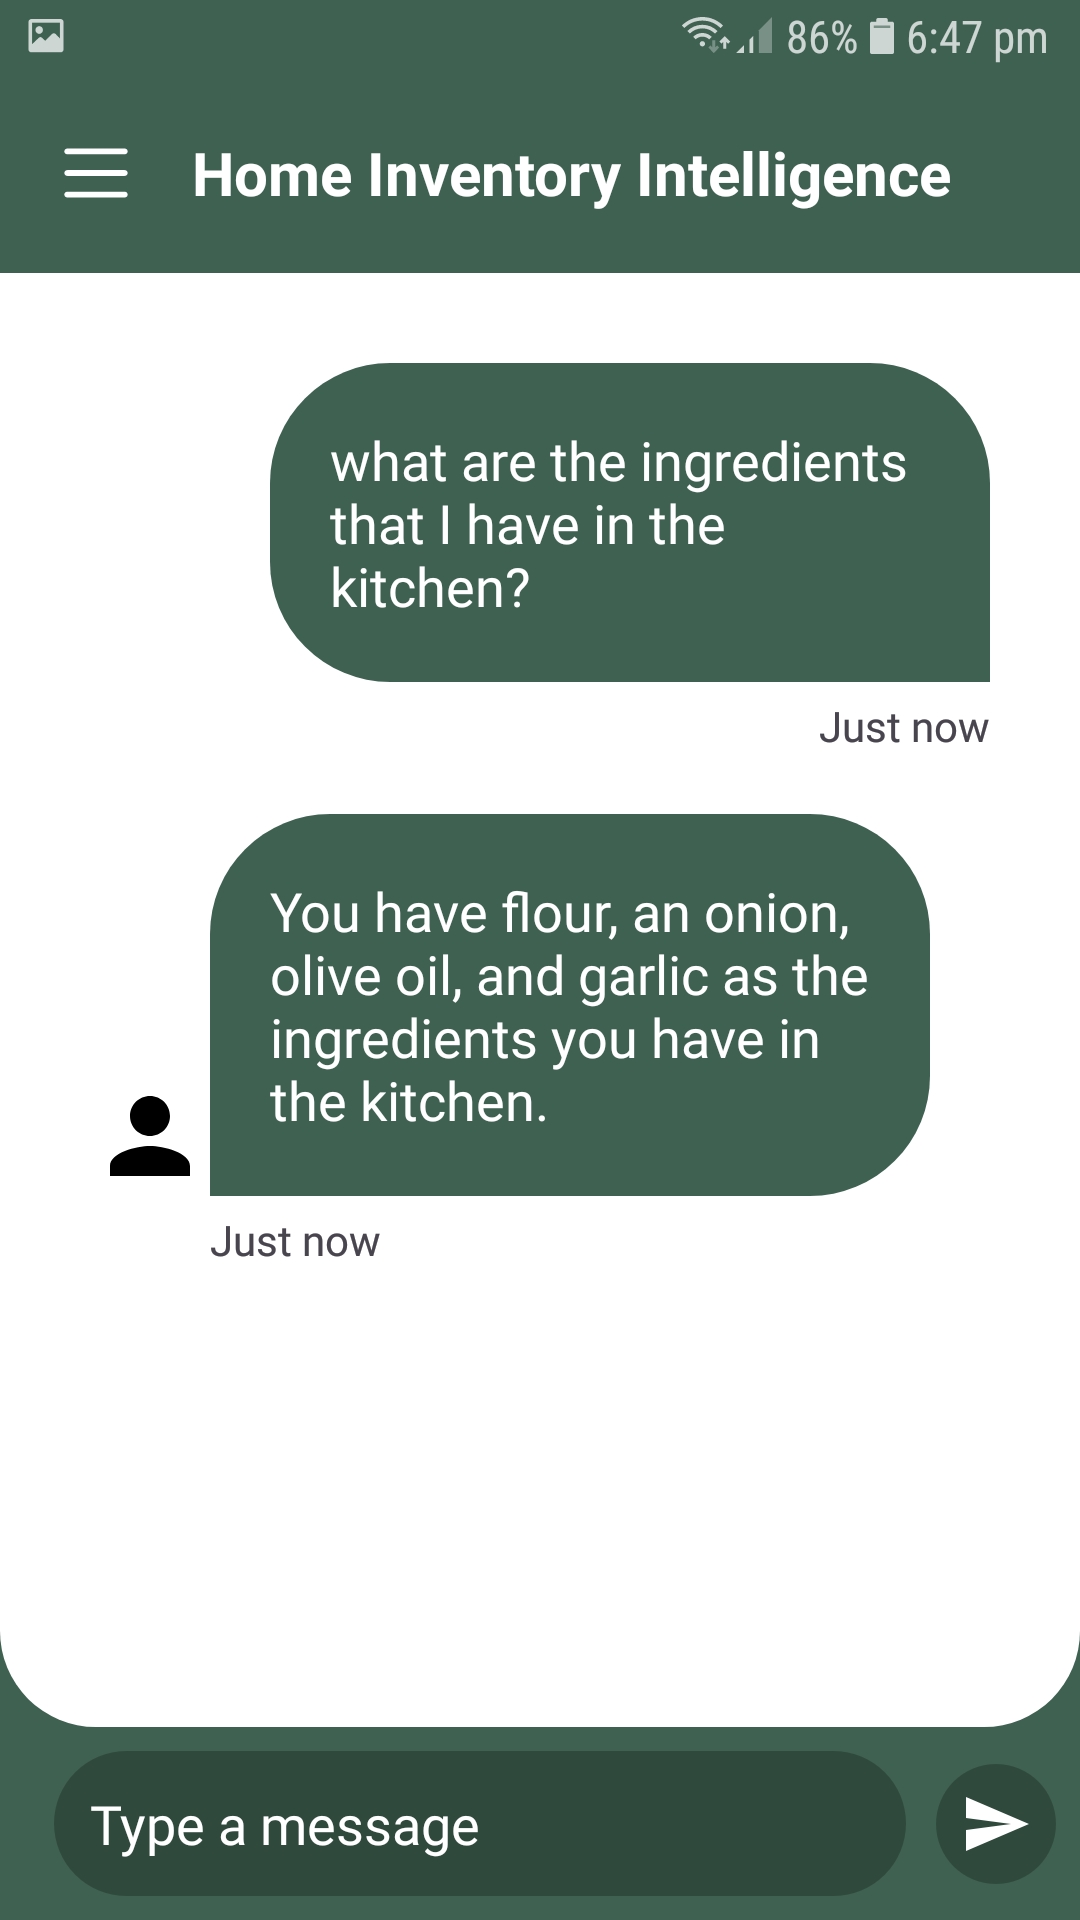 86% 6:47 pm
Home Inventory Intelligence
what are the ingredients
that I have in the
kitchen?
Just now
You have flour, an onion,
olive oil, and garlic as the
ingredients you have in
the kitchen.
Just now
Type a message